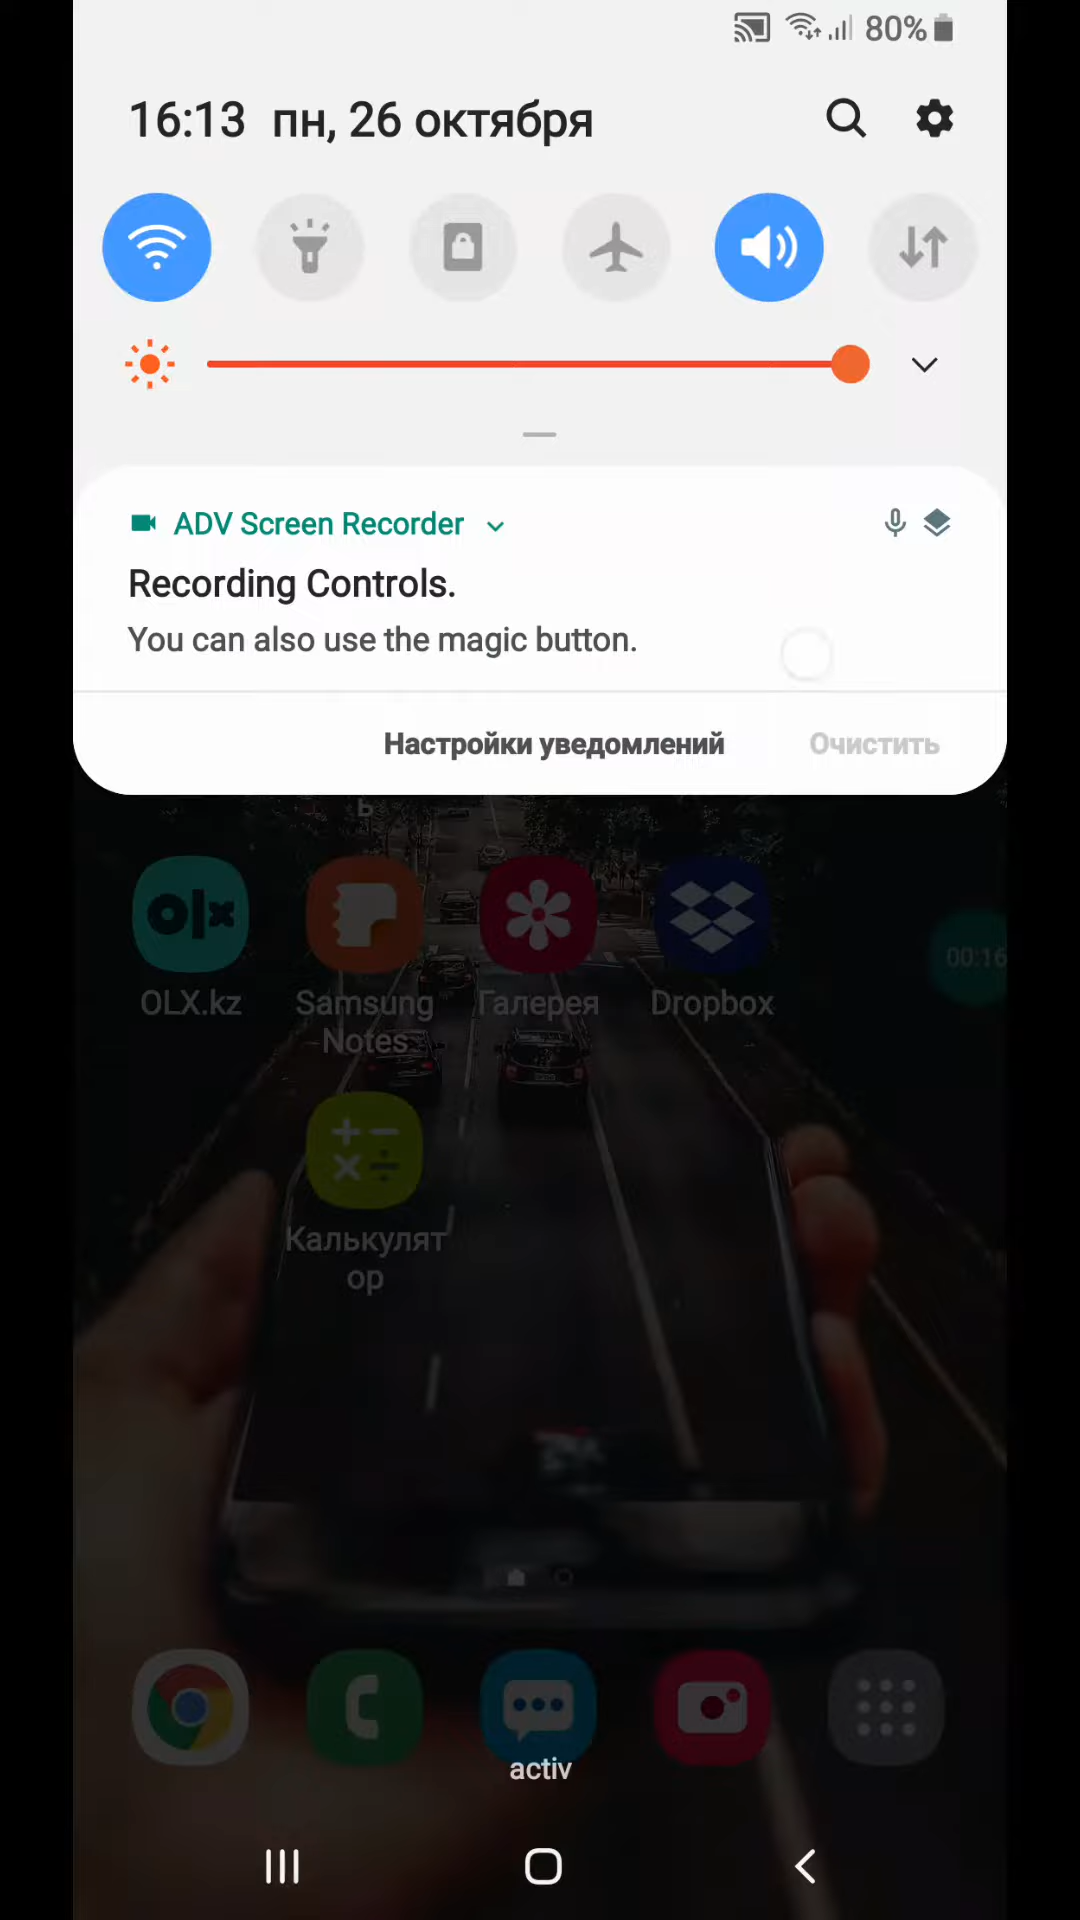 80%
16:13 пн, 26 октября
ADV Screen Recorder
Recording Controls.
You can also use the magic button.
Настройки уведомлений Очистить
ь
olx
00:16
OLX.kz Samsung Notes Галерея Dropbox
Калькулят
ор
activ